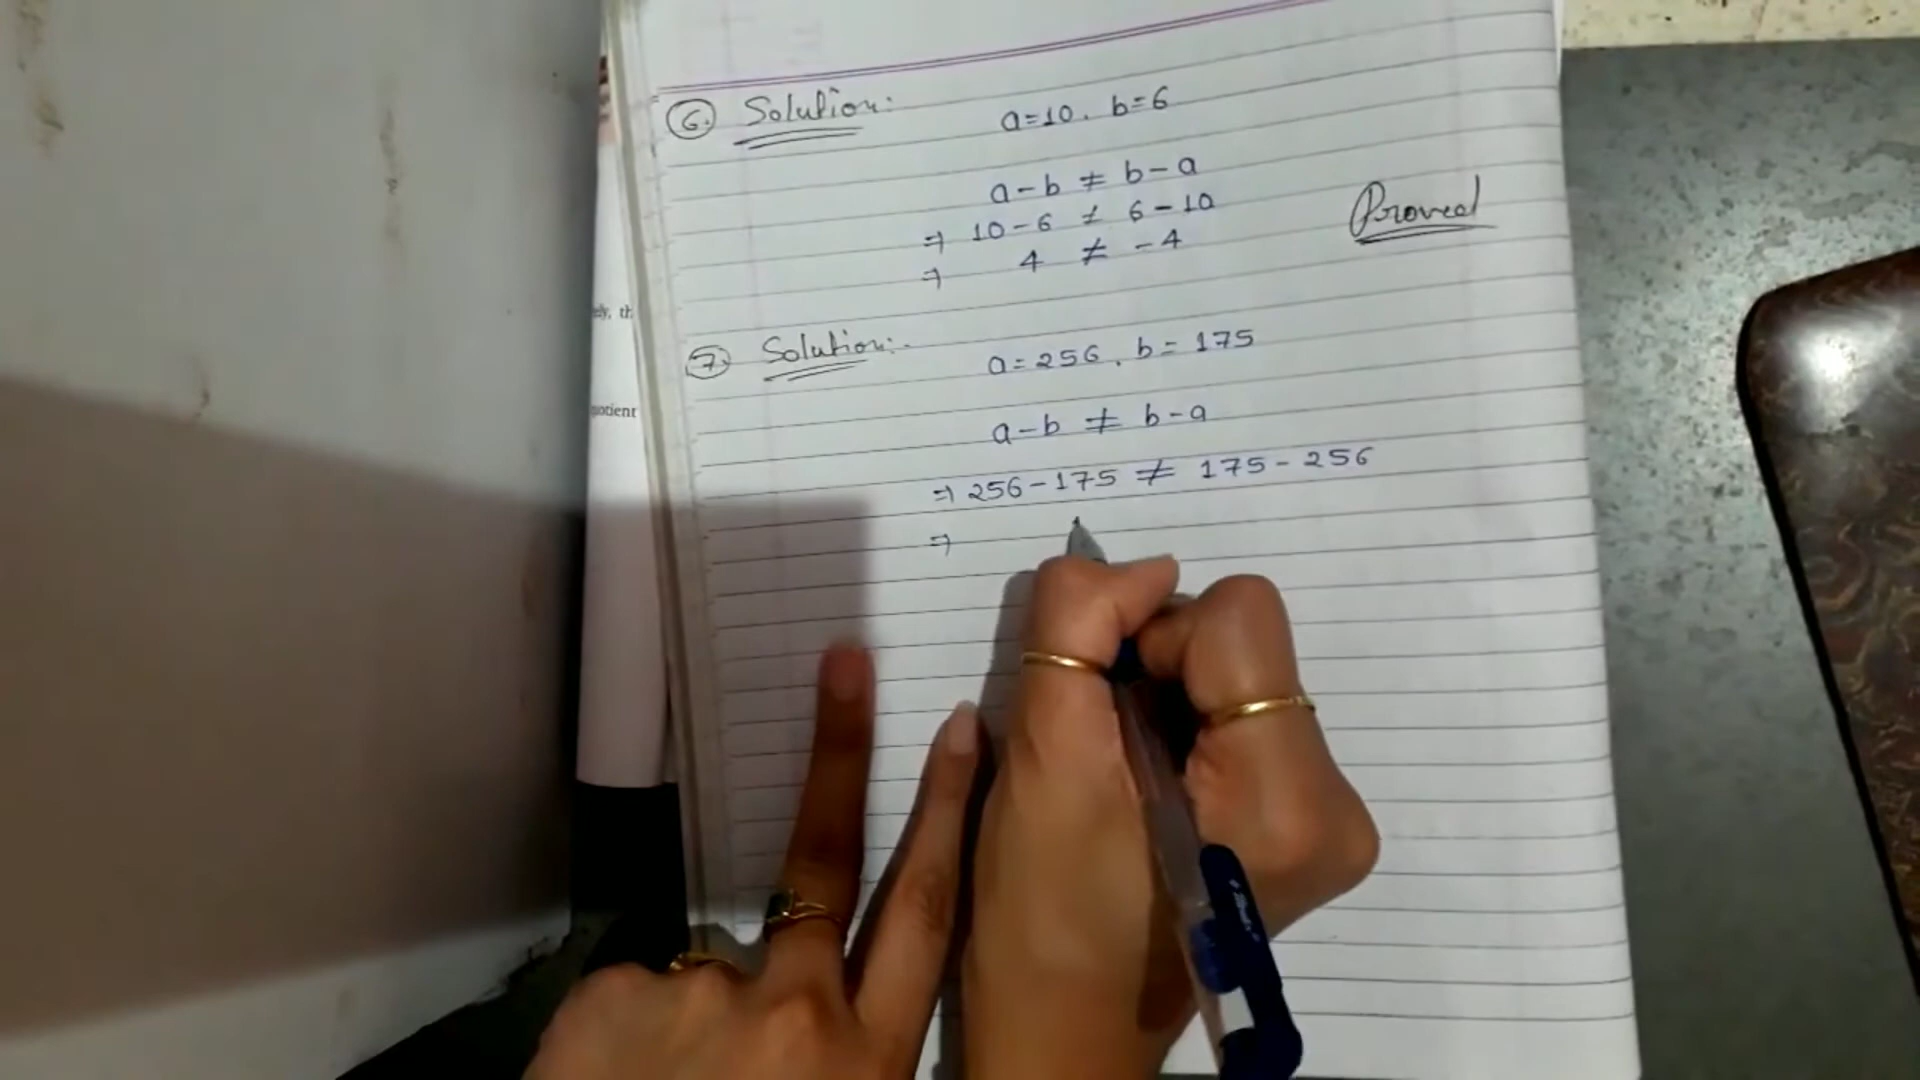 6. Solution:
a=10. b=6
a-b ≠ b-a
⇒ 10-6 ≠ 6-10
⇒ 4 ≠ -4
Proved
7. Solution:-
a=256. b=175
a-b ≠ b-a
⇒ 256-175 ≠ 175-256
⇒